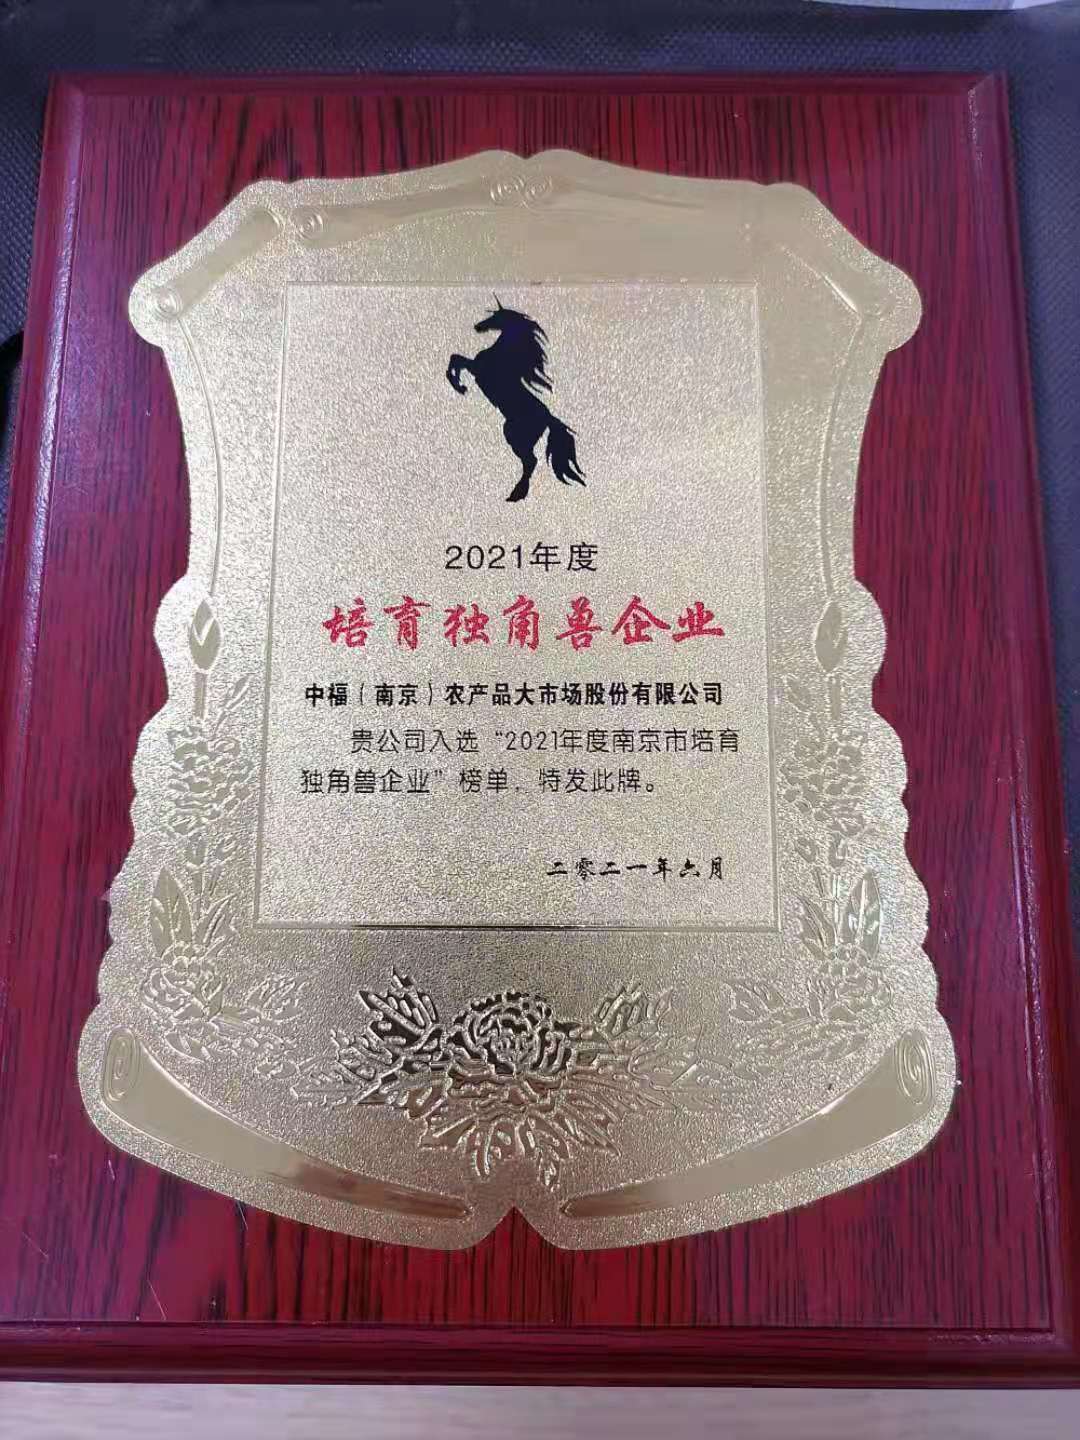 2021年度
培育独角兽企业
中福（南京）农产品大市场股份有限公司
贵公司入选“2021年度南京市培育
独角兽企业”榜单，特发此牌。
二零二一年六月